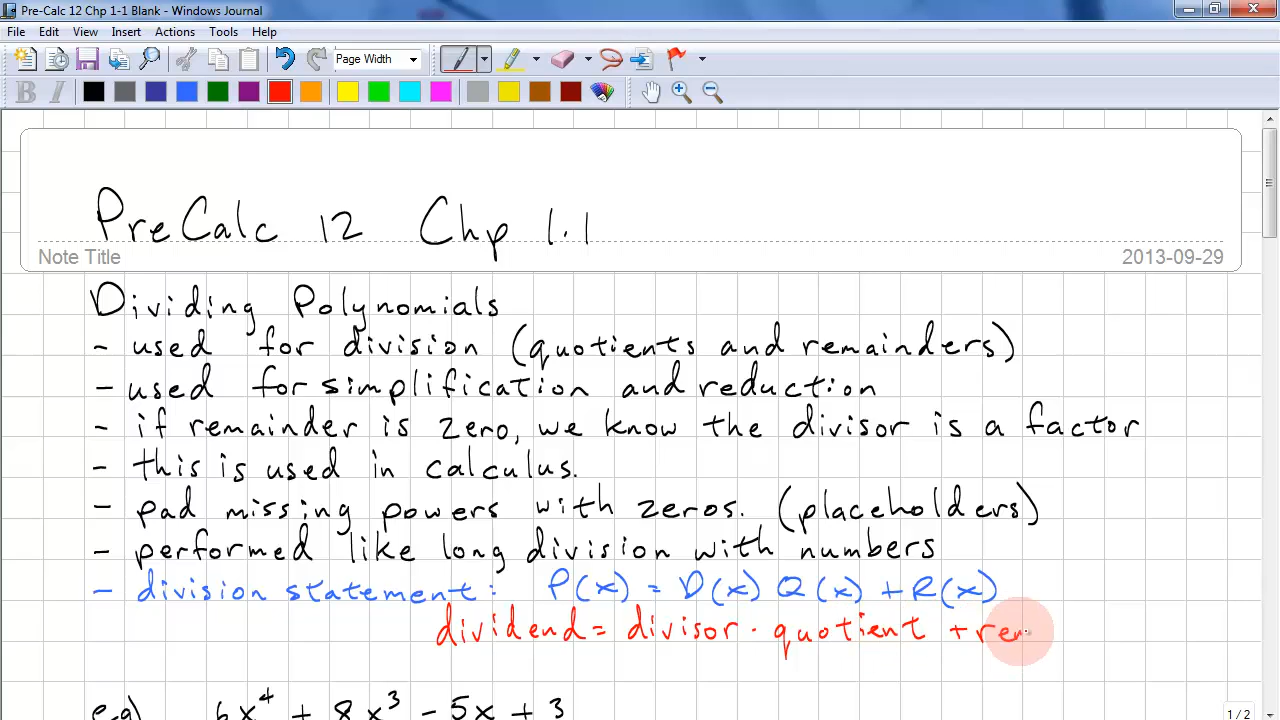 Pre-Calc 12 Chp 1-1 Blank - Windows Journal
File Edit View Insert Actions Tools Help
Page Width
B I
PreCalc 12 Chp 1.1
Note Title 2013-09-29
Dividing Polynomials
- used for division (quotients and remainders)
- used for simplification and reduction
- if remainder is zero, we know the divisor is a factor
- this is used in calculus.
- pad missing powers with zeros. (placeholders)
- performed like long division with numbers
- division statement: P(x) = D(x) Q(x) + R(x)
dividend = divisor · quotient + rem
e.g) 6x⁴ + 8x³ - 5x + 3
1/2